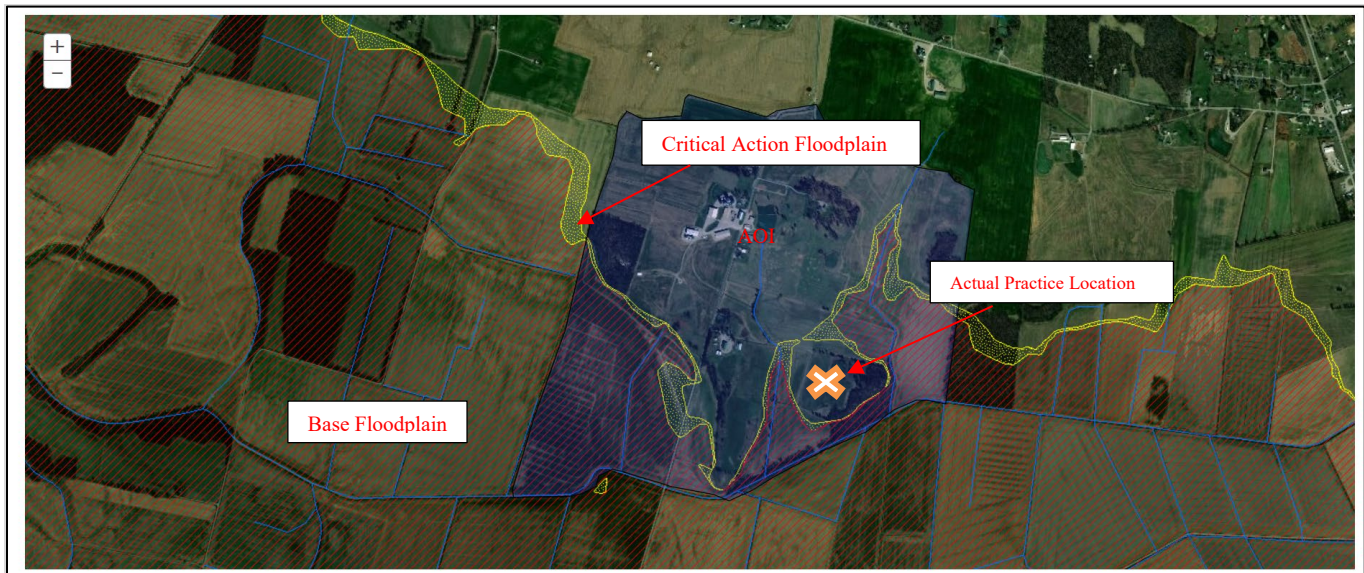 +
−
Critical Action Floodplain
AOI
Actual Practice Location
Base Floodplain